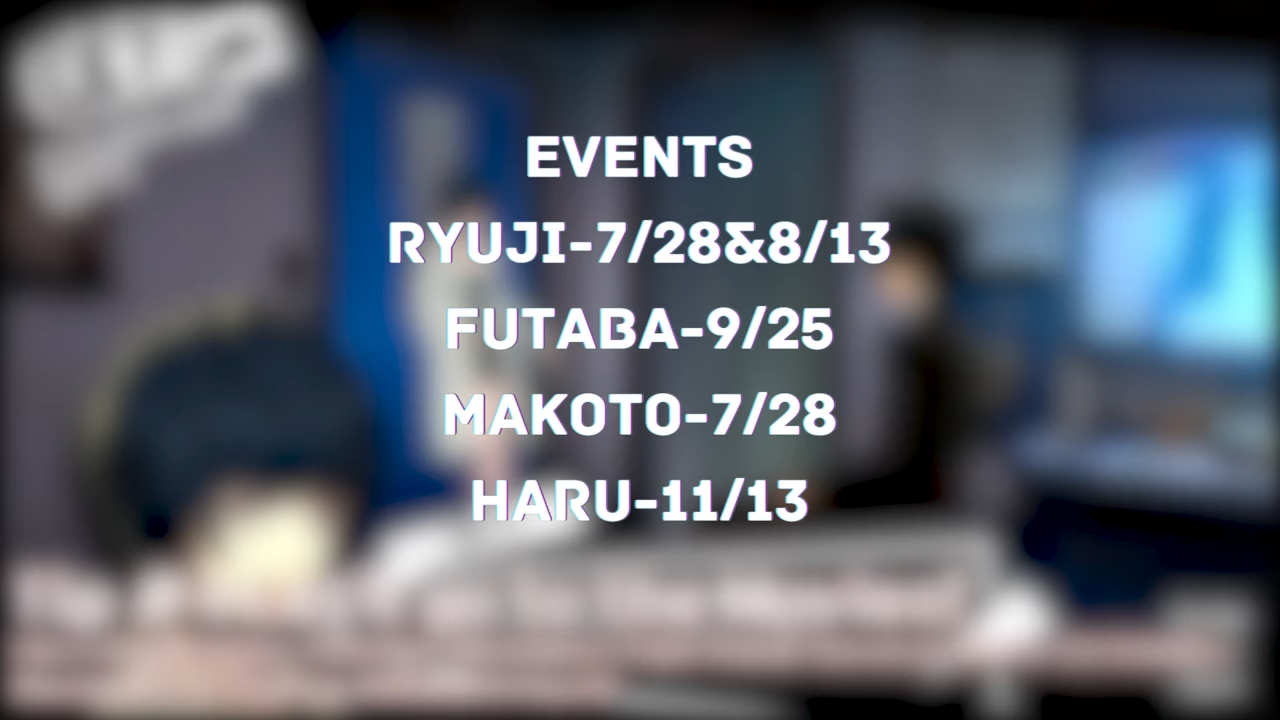 EVENTS
RYUJI-7/28&8/13
FUTABA-9/25
MAKOTO-7/28
HARU-11/13